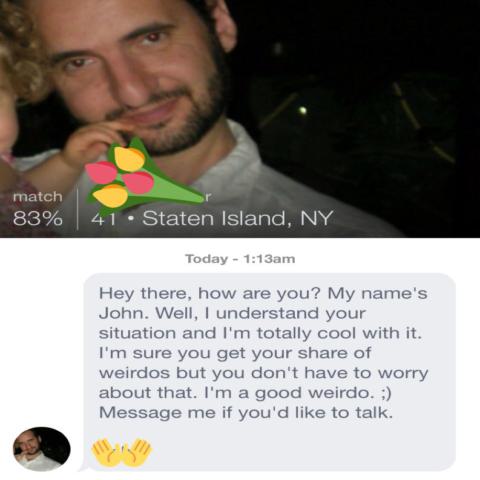 match
83% 41 • Staten Island, NY
Today - 1:13am
Hey there, how are you? My name's
John. Well, I understand your
situation and I'm totally cool with it.
I'm sure you get your share of
weirdos but you don't have to worry
about that. I'm a good weirdo. ;)
Message me if you'd like to talk.